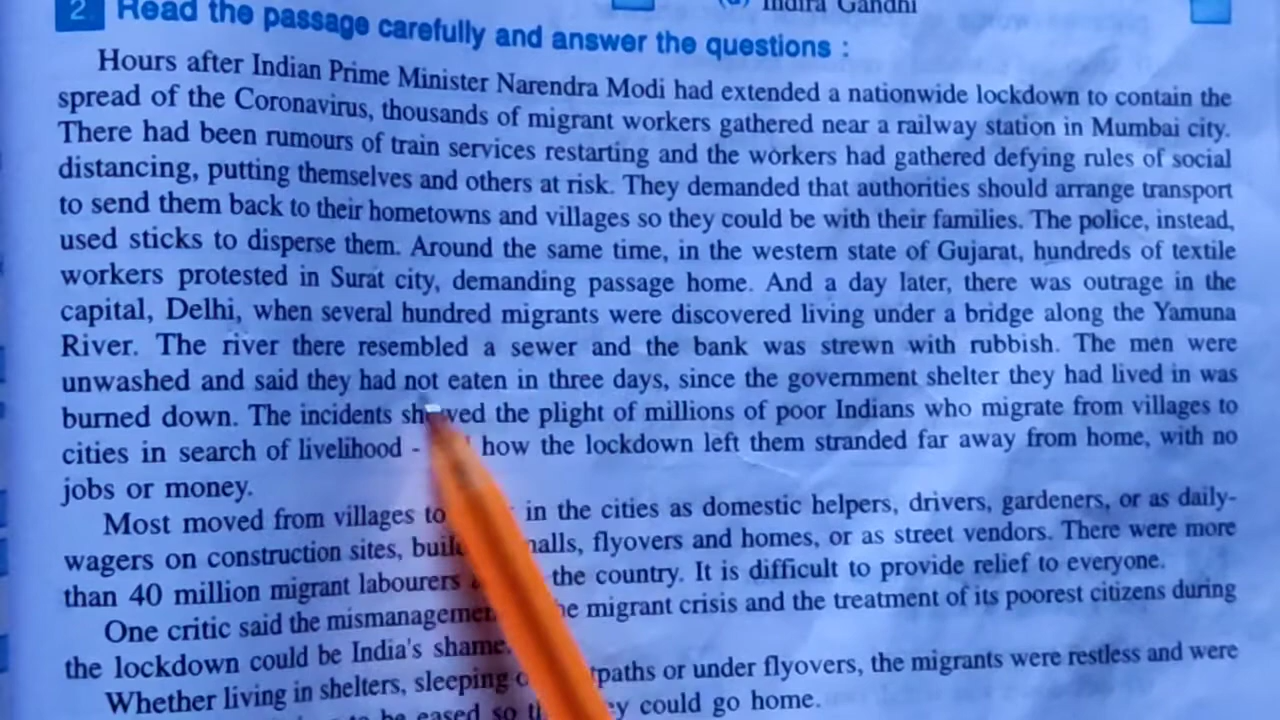 Indira Gandhi
2. Read the passage carefully and answer the questions :
Hours after Indian Prime Minister Narendra Modi had extended a nationwide lockdown to contain the
spread of the Coronavirus, thousands of migrant workers gathered near a railway station in Mumbai city.
There had been rumours of train services restarting and the workers had gathered defying rules of social
distancing, putting themselves and others at risk. They demanded that authorities should arrange transport
to send them back to their hometowns and villages so they could be with their families. The police, instead,
used sticks to disperse them. Around the same time, in the western state of Gujarat, hundreds of textile
workers protested in Surat city, demanding passage home. And a day later, there was outrage in the
capital, Delhi, when several hundred migrants were discovered living under a bridge along the Yamuna
River. The river there resembled a sewer and the bank was strewn with rubbish. The men were
unwashed and said they had not eaten in three days, since the government shelter they had lived in was
burned down. The incidents showed the plight of millions of poor Indians who migrate from villages to
cities in search of livelihood - how the lockdown left them stranded far away from home, with no
jobs or money.
Most moved from villages to in the cities as domestic helpers, drivers, gardeners, or as daily-
wagers on construction sites, malls, flyovers and homes, or as street vendors. There were more
than 40 million migrant labourers the country. It is difficult to provide relief to everyone.
One critic said the migrant crisis and the treatment of its poorest citizens during
the lockdown could be India's shame.
Whether living in shelters, sleeping or under flyovers, the migrants were restless and were
be eased so could go home.